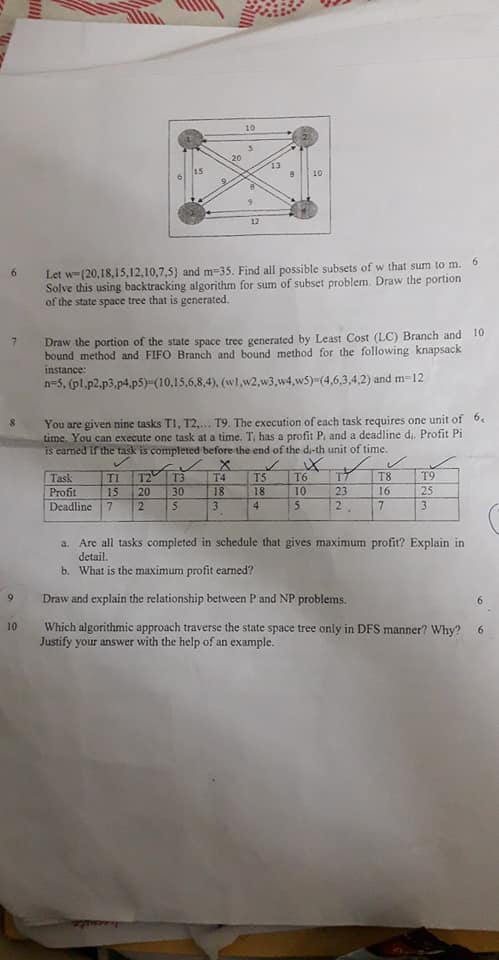 10
1
2
5
20
13
15
6
9
8
8
10
9
12
6 Let w={20,18,15,12,10,7,5} and m=35. Find all possible subsets of w that sum to m. 6
Solve this using backtracking algorithm for sum of subset problem. Draw the portion
of the state space tree that is generated.
7 Draw the portion of the state space tree generated by Least Cost (LC) Branch and 10
bound method and FIFO Branch and bound method for the following knapsack
instance:
n=5, (p1,p2,p3,p4,p5)=(10,15,6,8,4), (w1,w2,w3,w4,w5)=(4,6,3,4,2) and m=12
8 You are given nine tasks T1, T2,... T9. The execution of each task requires one unit of 6
time. You can execute one task at a time. Ti has a profit Pi and a deadline di. Profit Pi
is earned if the task is completed before the end of the di-th unit of time.
Task T1 T2 T3 T4 T5 T6 T7 T8 T9
Profit 15 20 30 18 18 10 23 16 25
Deadline 7 2 5 3 4 5 2 7 3
a. Are all tasks completed in schedule that gives maximum profit? Explain in
detail.
b. What is the maximum profit earned?
9 Draw and explain the relationship between P and NP problems. 6
10 Which algorithmic approach traverse the state space tree only in DFS manner? Why? 6
Justify your answer with the help of an example.